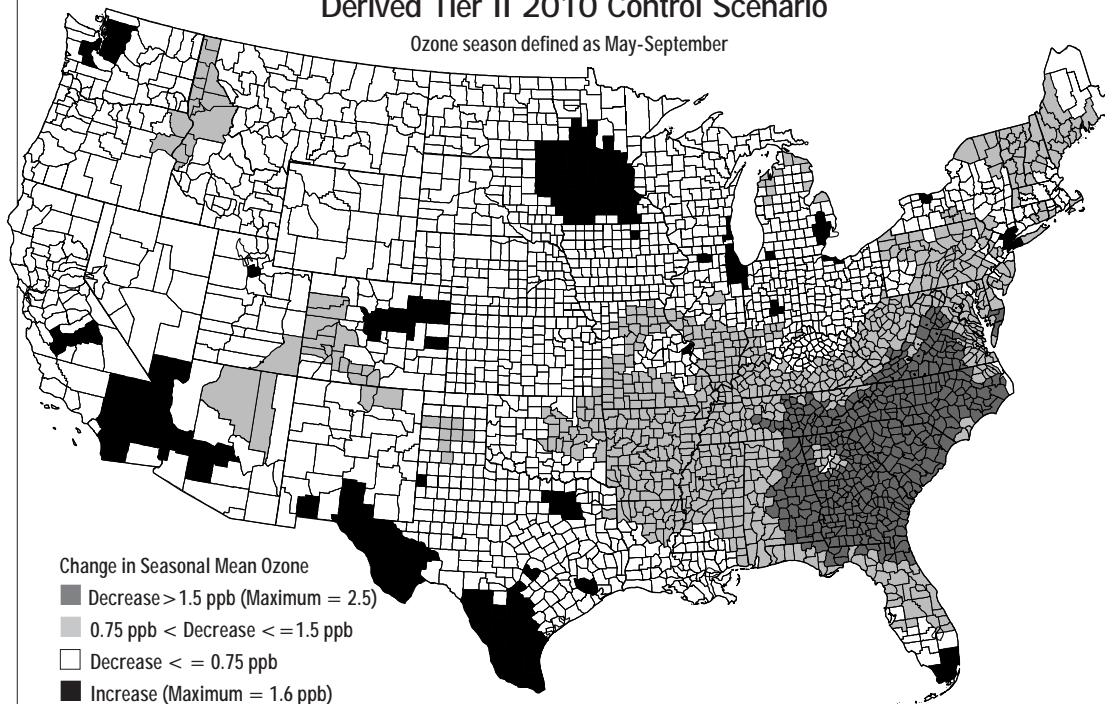 Derived Tier II 2010 Control Scenario
Ozone season defined as May-September
Change in Seasonal Mean Ozone
Decrease > 1.5 ppb (Maximum = 2.5)
0.75 ppb < Decrease < =1.5 ppb
Decrease < = 0.75 ppb
Increase (Maximum = 1.6 ppb)